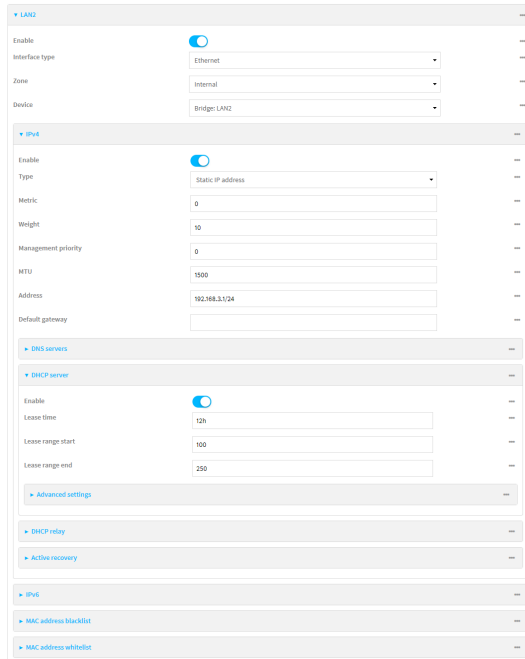 LAN2
Enable
Interface type Ethernet
Zone Internal
Device Bridge: LAN2
IPv4
Enable
Type Static IP address
Metric 0
Weight 10
Management priority 0
MTU 1500
Address 192.168.3.1/24
Default gateway
DNS servers
DHCP server
Enable
Lease time 12h
Lease range start 100
Lease range end 250
Advanced settings
DHCP relay
Active recovery
IPv6
MAC address blacklist
MAC address whitelist